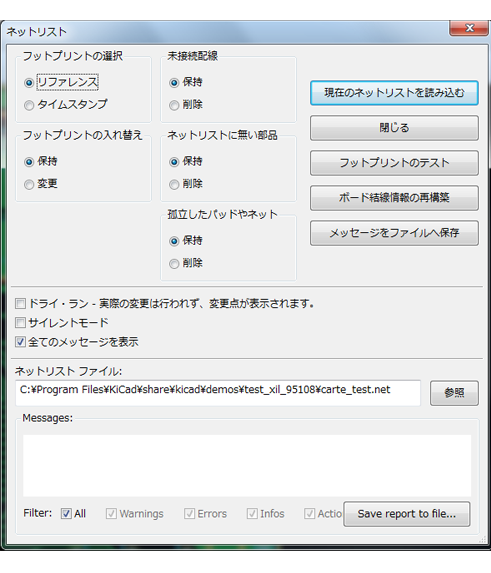 ネットリスト
フットプリントの選択
リファレンス
タイムスタンプ
未接続配線
保持
削除
フットプリントの入れ替え
保持
変更
ネットリストに無い部品
保持
削除
孤立したパッドやネット
保持
削除
現在のネットリストを読み込む
閉じる
フットプリントのテスト
ボード結線情報の再構築
メッセージをファイルへ保存
ドライ・ラン - 実際の変更は行われず、変更点が表示されます。
サイレントモード
全てのメッセージを表示
ネットリスト ファイル:
C:¥Program Files¥KiCad¥share¥kicad¥demos¥test_xil_95108¥carte_test.net
参照
Messages:
Filter: All Warnings Errors Infos Actio Save report to file...